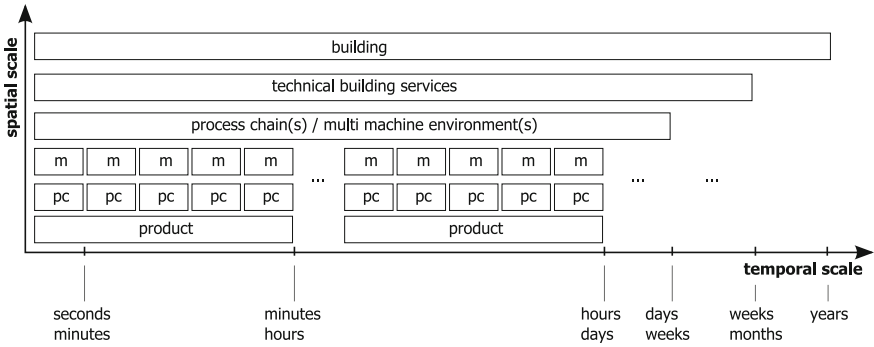 spatial scale
building
technical building services
process chain(s) / multi machine environment(s)
m m m m m ... m m m m m ... ...
pc pc pc pc pc pc pc pc pc pc
product product
temporal scale
seconds minutes hours days weeks years
minutes hours days weeks months